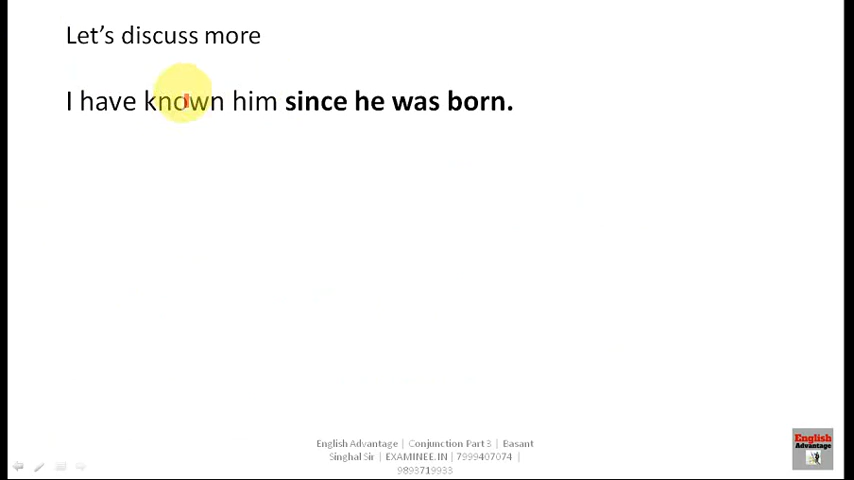 Let’s discuss more
I have known him since he was born.
English Advantage | Conjunction Part 3 | Basant
Singhal Sir | EXAMINEE.IN | 7999407074 |
9893719933
English
Advantage